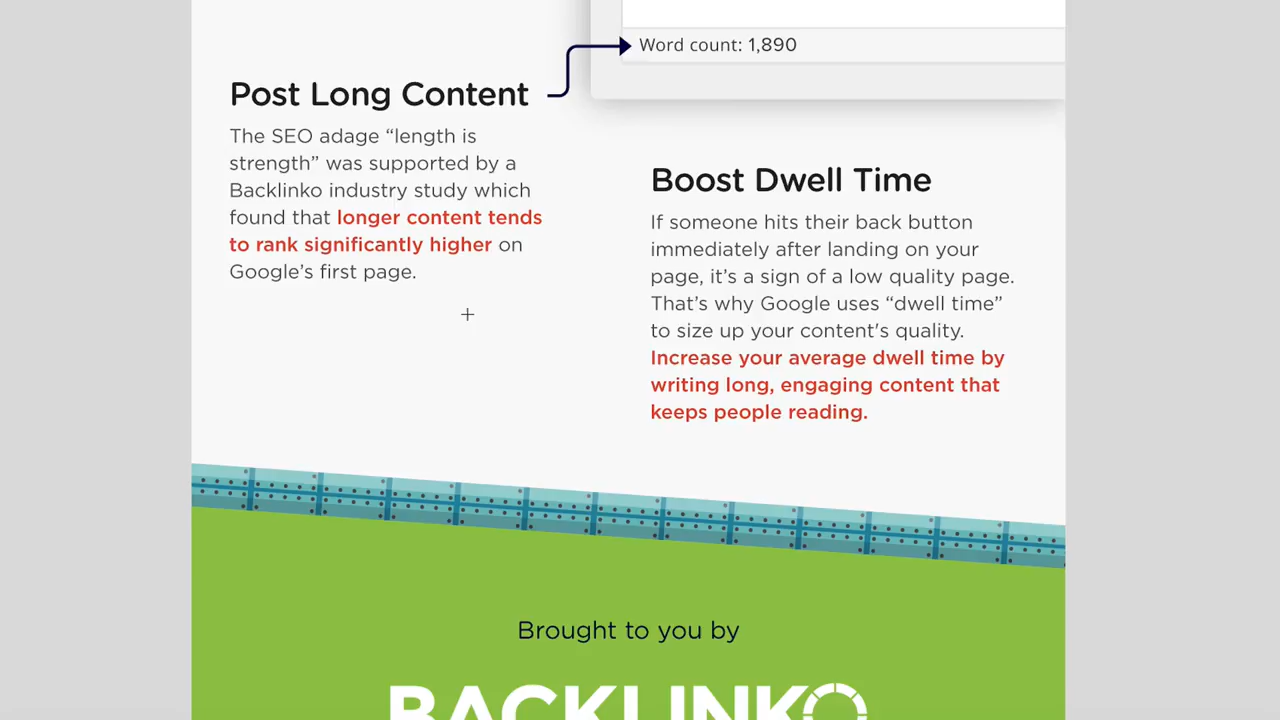 Word count: 1,890
Post Long Content
The SEO adage “length is
strength” was supported by a
Backlinko industry study which
found that longer content tends
to rank significantly higher on
Google’s first page.
Boost Dwell Time
If someone hits their back button
immediately after landing on your
page, it’s a sign of a low quality page.
That’s why Google uses “dwell time”
to size up your content's quality.
Increase your average dwell time by
writing long, engaging content that
keeps people reading.
Brought to you by
BACKLINKO